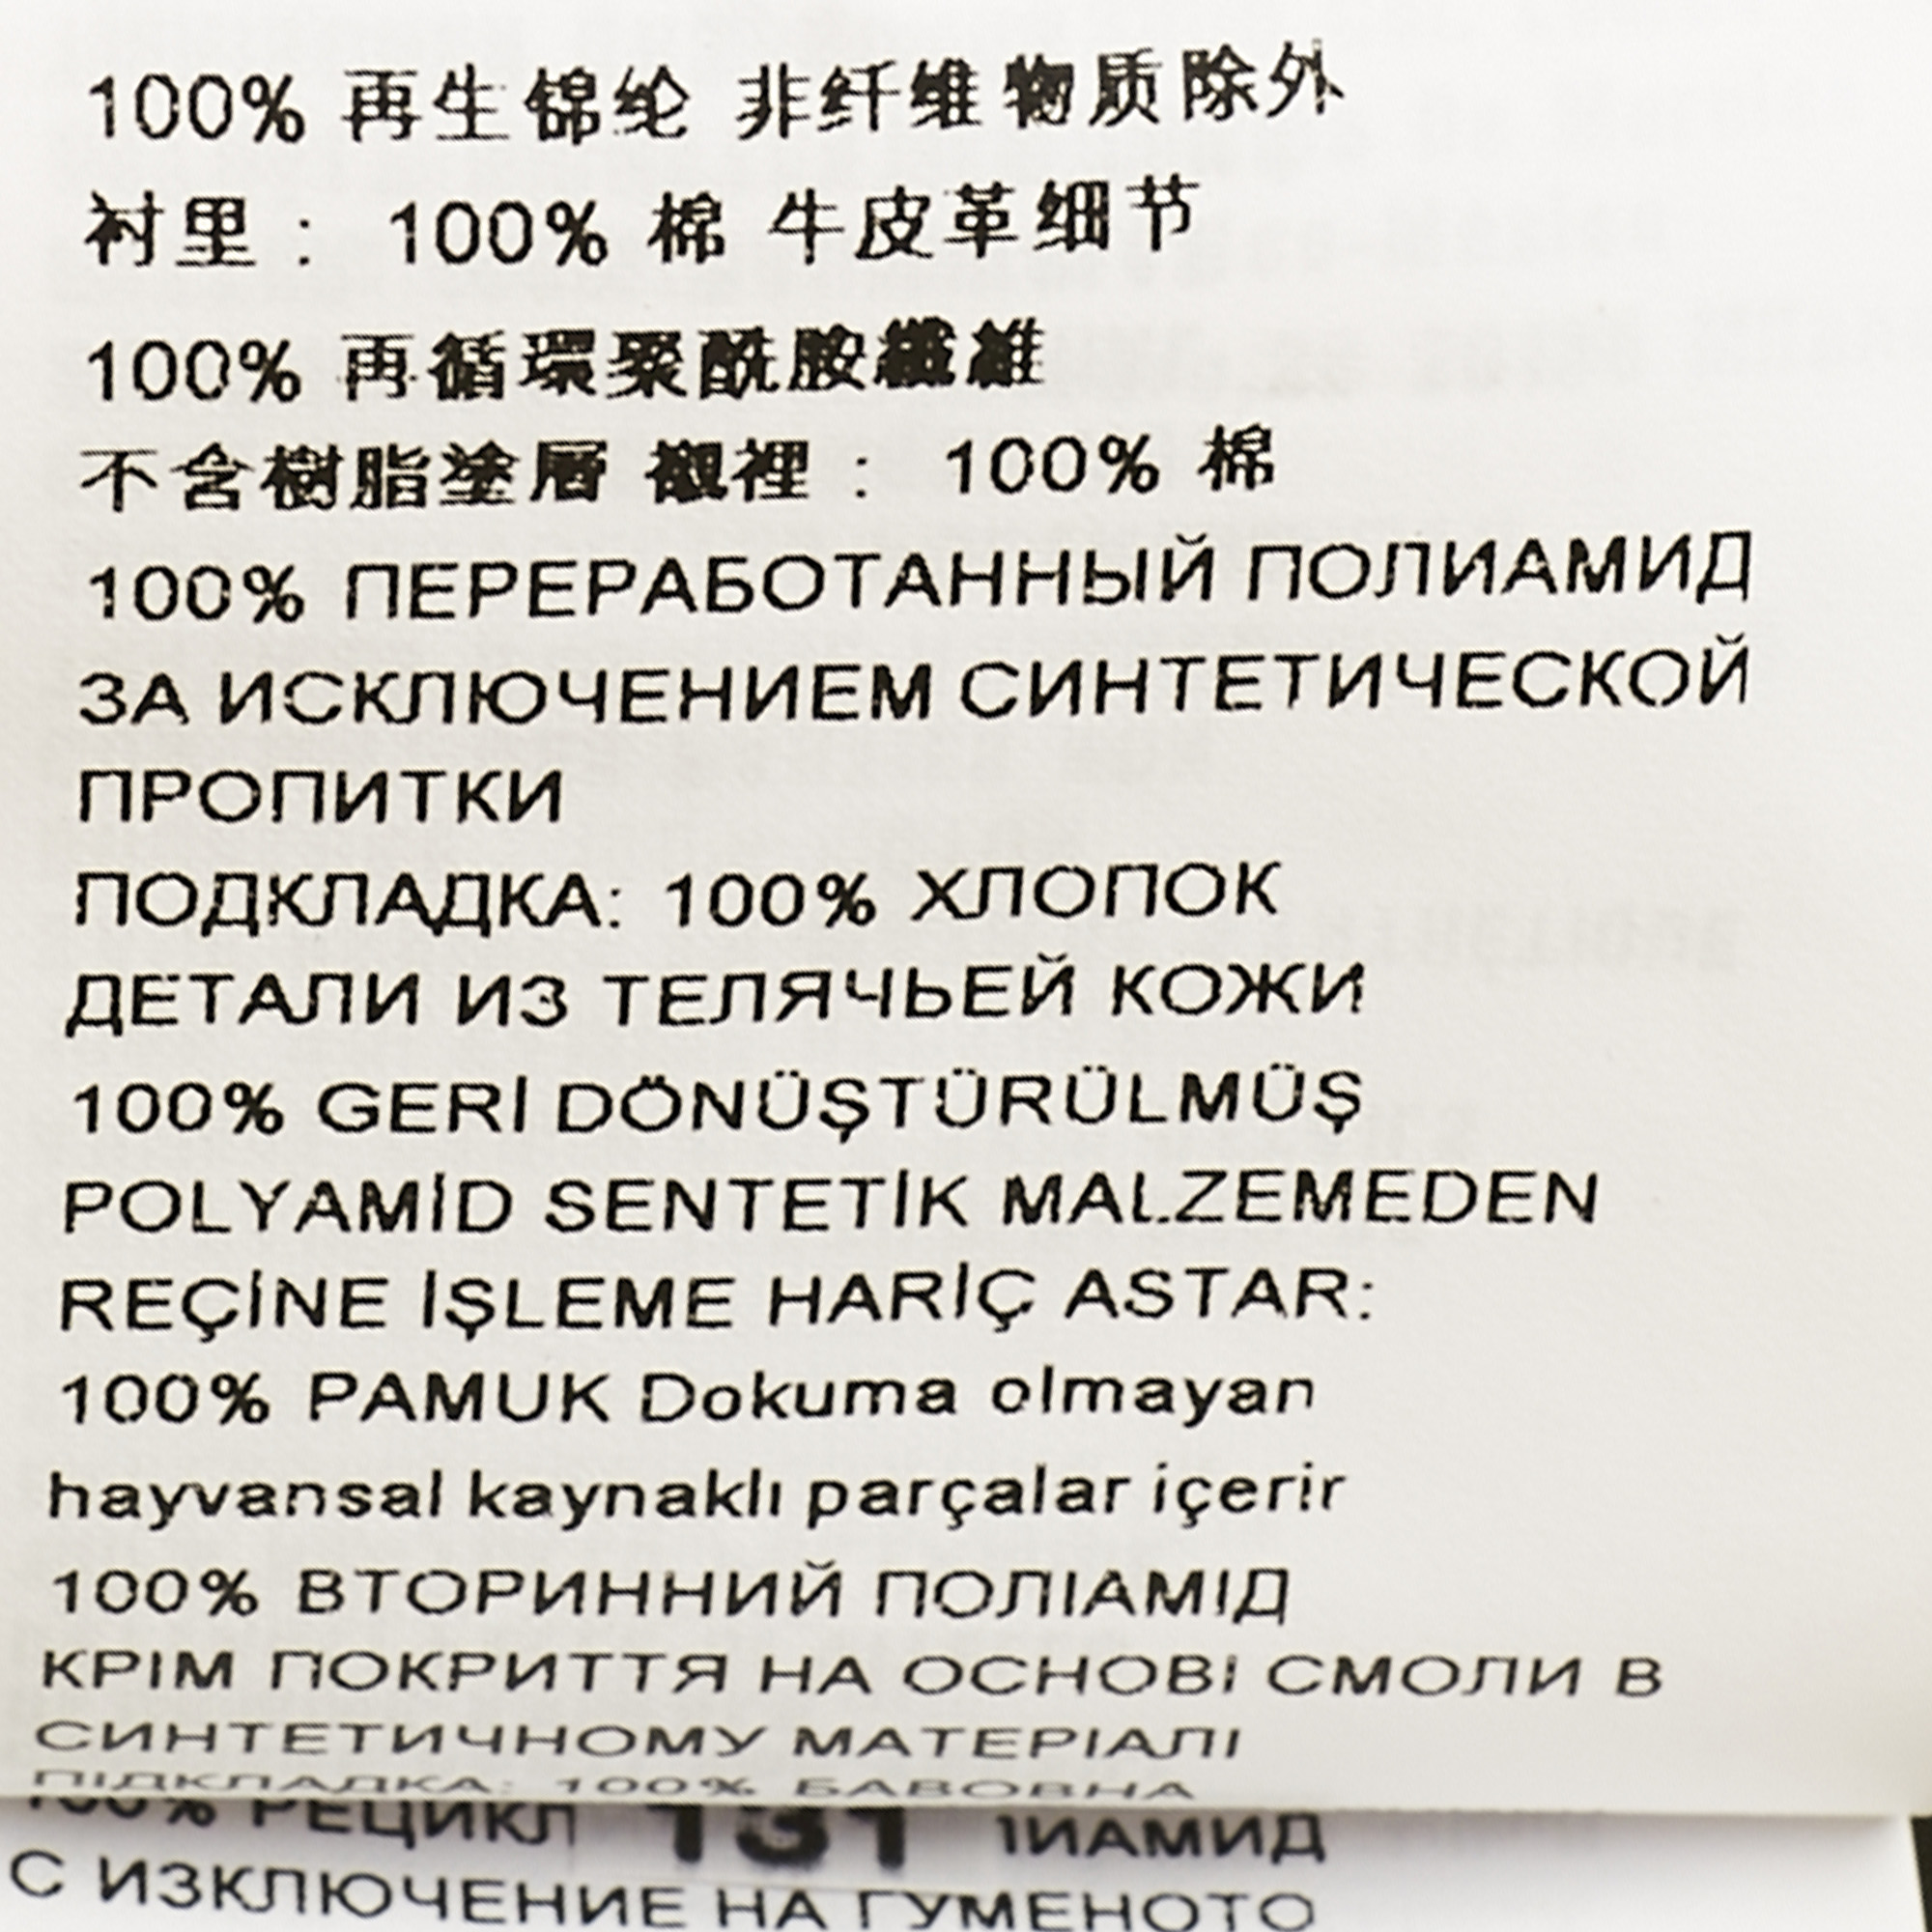 100% 再生锦纶 非纤维物质除外
衬里： 100% 棉 牛皮革细节
100% 再循環聚酰胺纖維
不含樹脂塗層 襯裡： 100% 棉
100% ПЕРЕРАБОТАННЫЙ ПОЛИАМИД
ЗА ИСКЛЮЧЕНИЕМ СИНТЕТИЧЕСКОЙ
ПРОПИТКИ
ПОДКЛАДКА: 100% ХЛОПОК
ДЕТАЛИ ИЗ ТЕЛЯЧЬЕЙ КОЖИ
100% GERİ DÖNÜŞTÜRÜLMÜŞ
POLYAMİD SENTETİK MALZEMEDEN
REÇİNE İŞLEME HARİÇ ASTAR:
100% PAMUK Dokuma olmayan
hayvansal kaynaklı parçalar içerir
100% ВТОРИННИЙ ПОЛІАМІД
КРІМ ПОКРИТТЯ НА ОСНОВІ СМОЛИ В
СИНТЕТИЧНОМУ МАТЕРІАЛІ
ПІДКЛАДКА: 100% БАВОВНА
100% 131
С ИЗКЛЮЧЕНИЕ НА ГУМЕНОТО